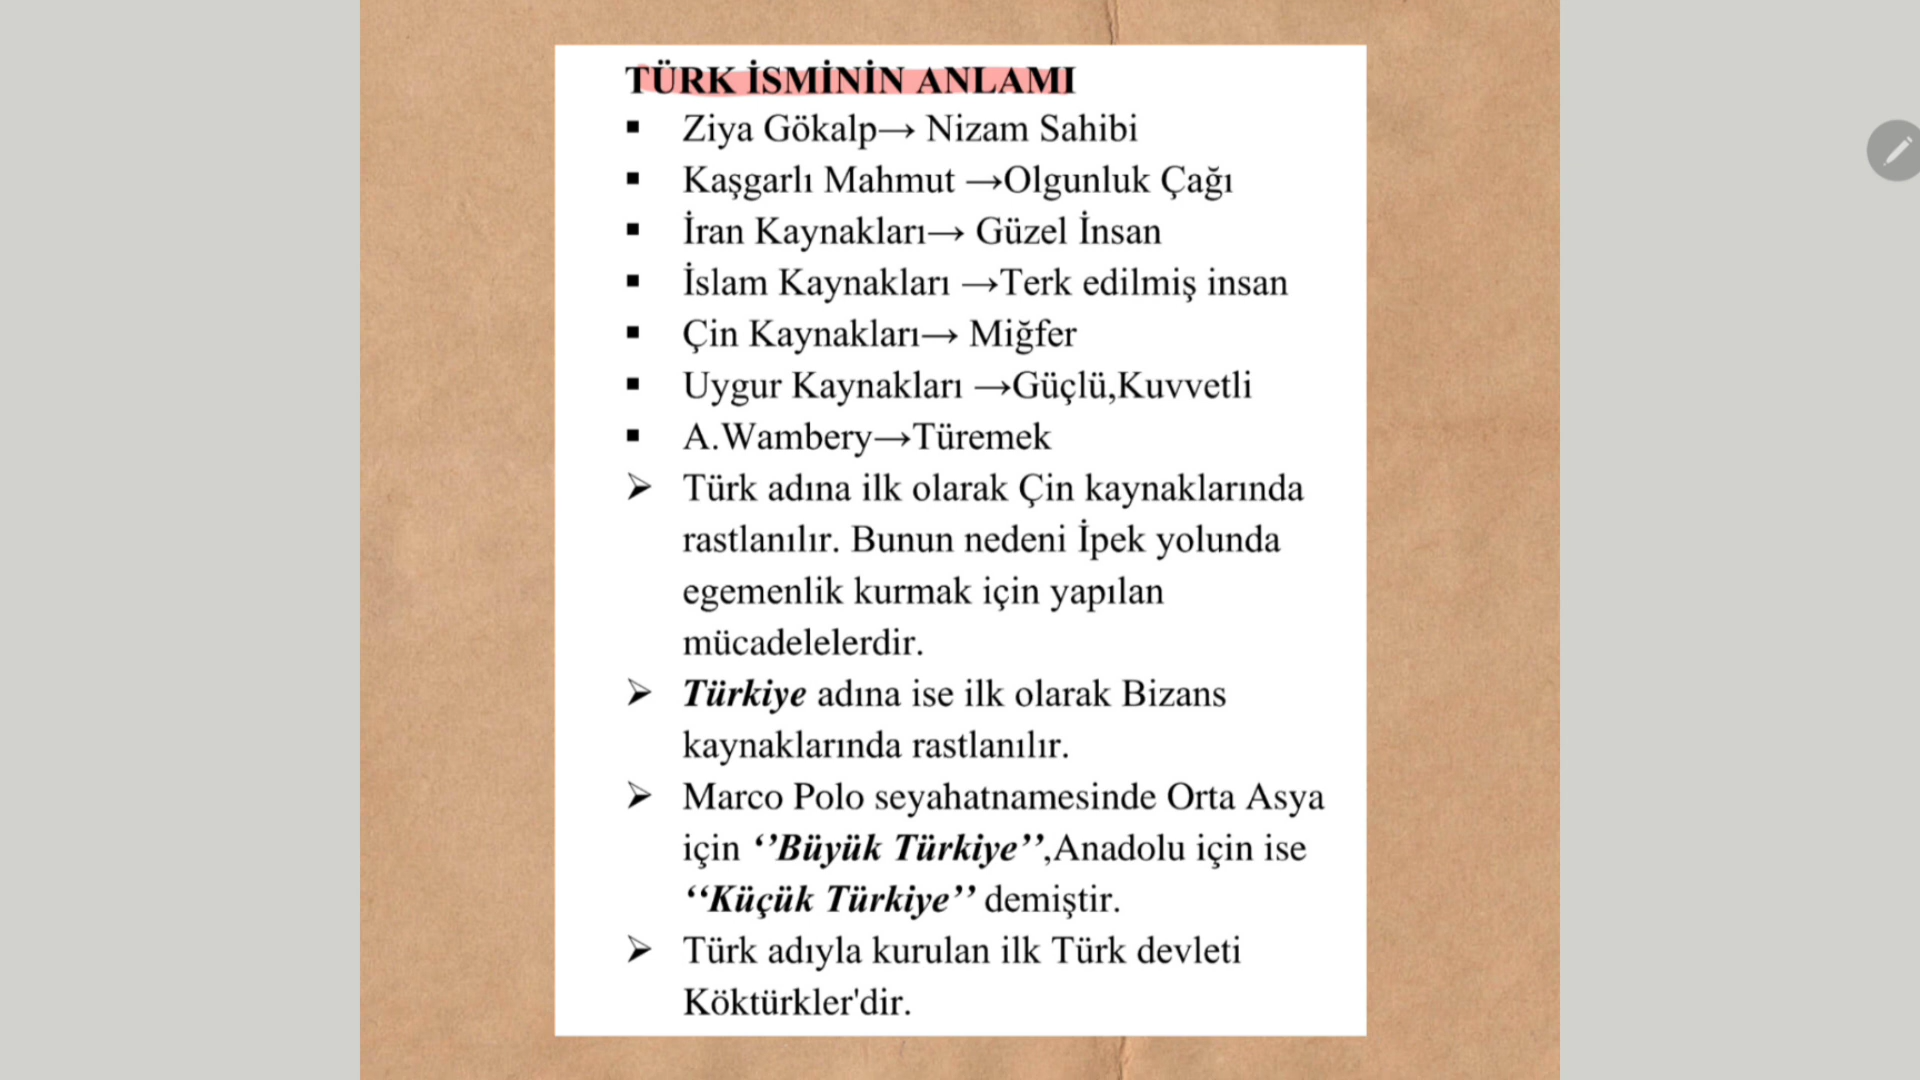 TÜRK İSMİNİN ANLAMI
▪ Ziya Gökalp→ Nizam Sahibi
▪ Kaşgarlı Mahmut →Olgunluk Çağı
▪ İran Kaynakları→ Güzel İnsan
▪ İslam Kaynakları →Terk edilmiş insan
▪ Çin Kaynakları→ Miğfer
▪ Uygur Kaynakları →Güçlü,Kuvvetli
▪ A.Wambery→Türemek
➢ Türk adına ilk olarak Çin kaynaklarında
rastlanılır. Bunun nedeni İpek yolunda
egemenlik kurmak için yapılan
mücadelelerdir.
➢ Türkiye adına ise ilk olarak Bizans
kaynaklarında rastlanılır.
➢ Marco Polo seyahatnamesinde Orta Asya
için ‘’Büyük Türkiye’’,Anadolu için ise
‘‘Küçük Türkiye’’ demiştir.
➢ Türk adıyla kurulan ilk Türk devleti
Köktürkler'dir.